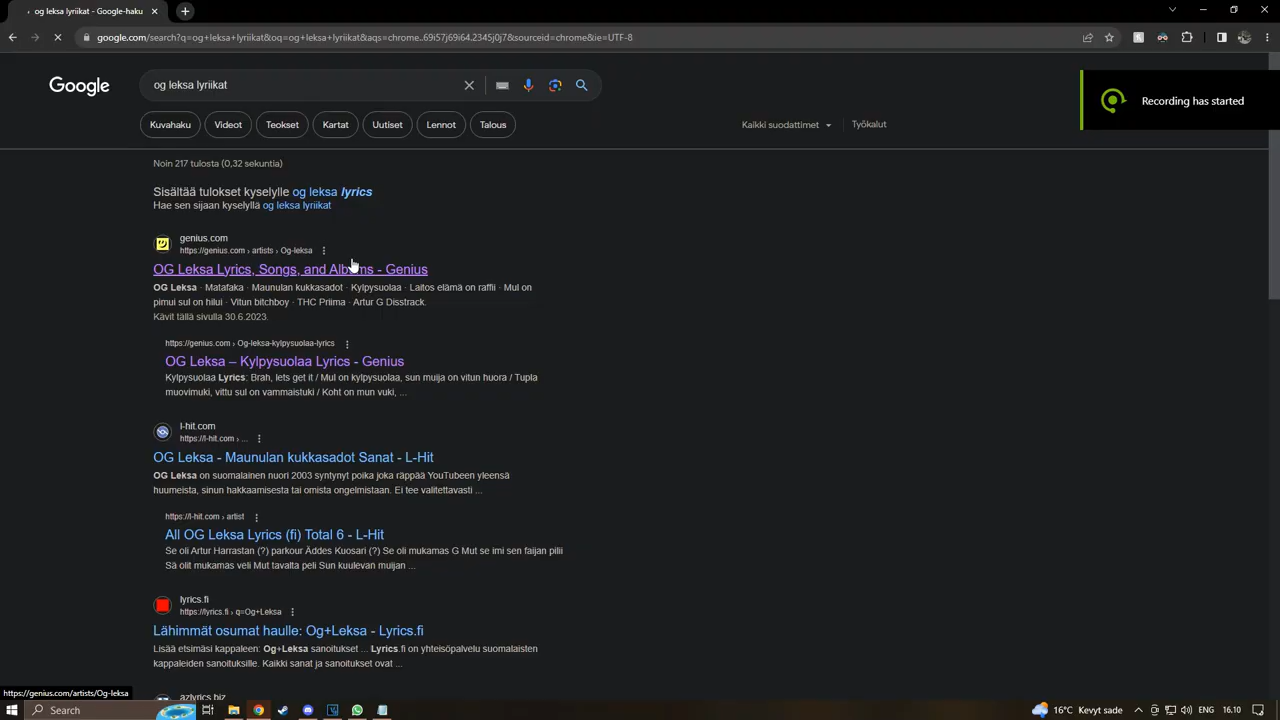 og leksa lyriikat - Google-haku
google.com/search?q=og+leksa+lyriikat&oq=og+leksa+lyriikat&aqs=chrome..69i57j69i64.2345j0j7&sourceid=chrome&ie=UTF-8
Google
og leksa lyriikat
Recording has started
Kuvahaku
Videot
Teokset
Kartat
Uutiset
Lennot
Talous
Kaikki suodattimet
Työkalut
Noin 217 tulosta (0,32 sekuntia)
Sisältää tulokset kyselylle og leksa lyrics
Hae sen sijaan kyselyllä og leksa lyriikat
genius.com
https://genius.com › artists › Og-leksa
OG Leksa Lyrics, Songs, and Albums - Genius
OG Leksa · Matafaka · Maunulan kukkasadot · Kylpysuolaa · Laitos elämä on raffii · Mul on
pimui sul on hilui · Vitun bitchboy · THC Priima · Artur G Disstrack.
Kävit tällä sivulla 30.6.2023.
https://genius.com › Og-leksa-kylpysuolaa-lyrics
OG Leksa – Kylpysuolaa Lyrics - Genius
Kylpysuolaa Lyrics: Brah, lets get it / Mul on kylpysuolaa, sun muija on vitun huora / Tupla
muovimuki, vittu sul on vammaistuki / Koht on mun vuki, ...
l-hit.com
https://l-hit.com › ...
OG Leksa - Maunulan kukkasadot Sanat - L-Hit
OG Leksa on suomalainen nuori 2003 syntynyt poika joka räppää YouTubeen yleensä
huumeista, sinun hakkaamisesta tai omista ongelmistaan. Ei tee valitettavasti ...
https://l-hit.com › artist
All OG Leksa Lyrics (fi) Total 6 - L-Hit
Se oli Artur Harrastan (?) parkour Äddes Kuosari (?) Se oli mukamas G Mut se imi sen faijan pilii
Sä olit mukamas veli Mut tavalta peli Sun kuulevan muijan ...
lyrics.fi
https://lyrics.fi › q=Og+Leksa
Lähimmät osumat haulle: Og+Leksa - Lyrics.fi
Lisää etsimäsi kappaleen: Og+Leksa sanoitukset ... Lyrics.fi on yhteisöpalvelu suomalaisten
kappaleiden sanoituksille. Kaikki sanat ja sanoitukset ovat ...
azlyrics.biz
https://genius.com/artists/Og-leksa
Search
16°C Kevyt sade
ENG
16.10